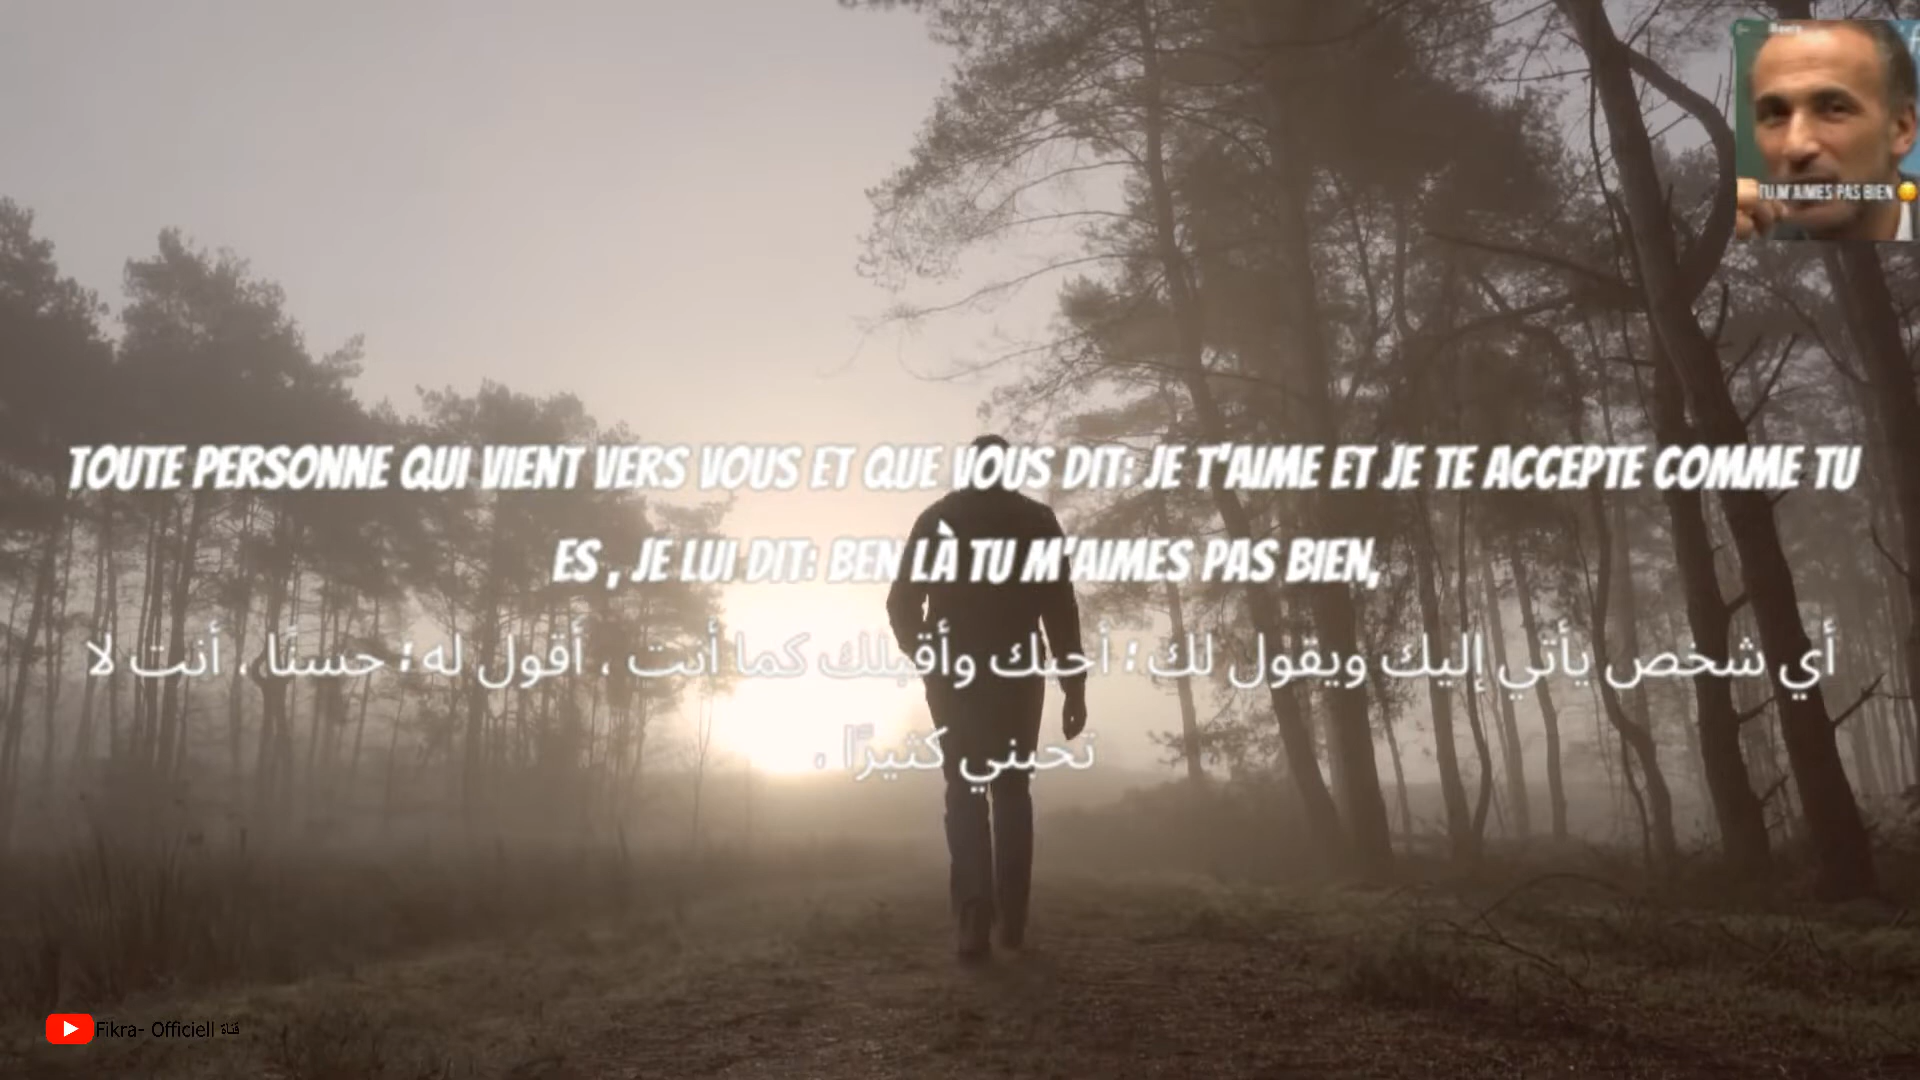 TU M'AIMES PAS BIEN
TOUTE PERSONNE QUI VIENT VERS VOUS ET QUE VOUS DIT: JE T'AIME ET JE TE ACCEPTE COMME TU
ES , JE LUI DIT: BEN LÀ TU M'AIMES PAS BIEN,
أي شخص يأتي إليك ويقول لك: أحبك وأقبلك كما أنت ، أقول له: حسنًا ، أنت لا
تحبني كثيرًا ،
Fikra- Officiell قناة